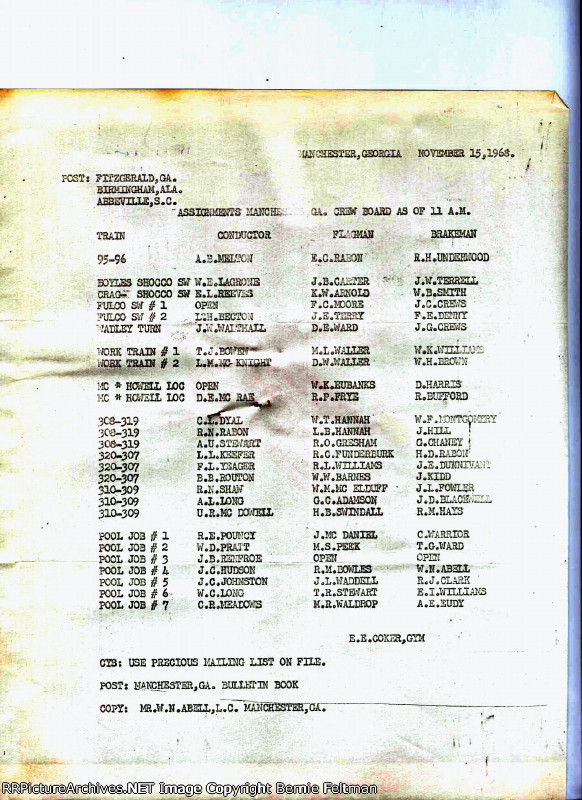 MANCHESTER,GEORGIA NOVEMBER 15,1968.
POST: FITZGERALD,GA.
BIRMINGHAM,ALA.
ABBEVILLE,S.C.
ASSIGNMENTS MANCHESTER, GA. CREW BOARD AS OF 11 A.M.
TRAIN CONDUCTOR FLAGMAN BRAKEMAN
95-96 A.B.MELTON E.C.RABON R.H.UNDERWOOD
BOYLES SHOCCO SW W.E.LAGRONE J.B.CARTER J.W.TERRELL
SHOCCO SW E.L.REEVES K.W.ARNOLD W.B.SMITH
FULCO SW # 1 OPEN F.C.MOORE J.C.CREWS
FULCO SW # 2 L.H.BECTON J.E.TERRY F.E.DENNY
WADLEY TURN J.W.WALTHALL D.E.WARD J.G.CREWS
WORK TRAIN # 1 T.J.BOWEN M.L.WALLER W.K.WILLIAMS
WORK TRAIN # 2 L.M.MC KNIGHT D.W.WALLER W.H.BROWN
MC * HOWELL LOC OPEN W.K.EUBANKS D.HARRIS
MC * HOWELL LOC D.E.MC RAE R.P.FRYE R.BUFFORD
308-319 C.L.DYAL W.T.HANNAH W.F.MONTGOMERY
308-319 R.N.RABON L.B.HANNAH J.HILL
308-319 A.U.STEWART R.O.GRESHAM G.CHANEY
320-307 L.L.KEEFER R.C.FUNDERBURK H.D.RABON
320-307 F.L.YEAGER R.L.WILLIAMS J.E.DUNNIVANT
320-307 B.B.ROUTON W.W.BARNES J.KIDD
310-309 R.N.SHAW W.M.MC ELDUFF J.L.FOWLER
310-309 A.L.LONG G.C.ADAMSON J.D.BLACKWELL
310-309 U.R.MC DOWELL H.B.SWINDALL R.M.HAYS
POOL JOB # 1 R.E.POUNCY J.MC DANIEL C.WARRIOR
POOL JOB # 2 W.D.PRATT M.S.PEEK T.G.WARD
POOL JOB # 3 J.B.RENFROE OPEN OPEN
POOL JOB # 4 J.C.HUDSON R.M.BOWLES W.N.ABELL
POOL JOB # 5 J.C.JOHNSTON J.L.WADDELL R.J.CLARK
POOL JOB # 6 W.C.LONG T.R.STEWART E.I.WILLIAMS
POOL JOB # 7 C.R.MEADOWS M.R.WALDROP A.E.EUDY
E.E.COKER,GYM
CYS: USE PRECIOUS MAILING LIST ON FILE.
POST: MANCHESTER,GA. BULLETIN BOOK
COPY: MR.W.N.ABELL,L.C. MANCHESTER,GA.
RRPictureArchives.NET Image Copyright Bernie Feltman